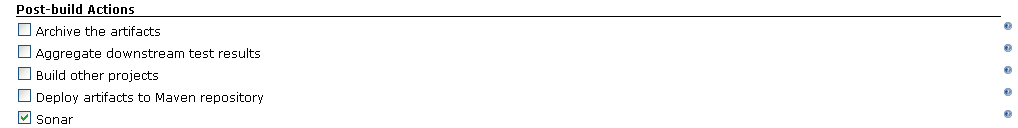 Post-build Actions
Archive the artifacts
Aggregate downstream test results
Build other projects
Deploy artifacts to Maven repository
Sonar